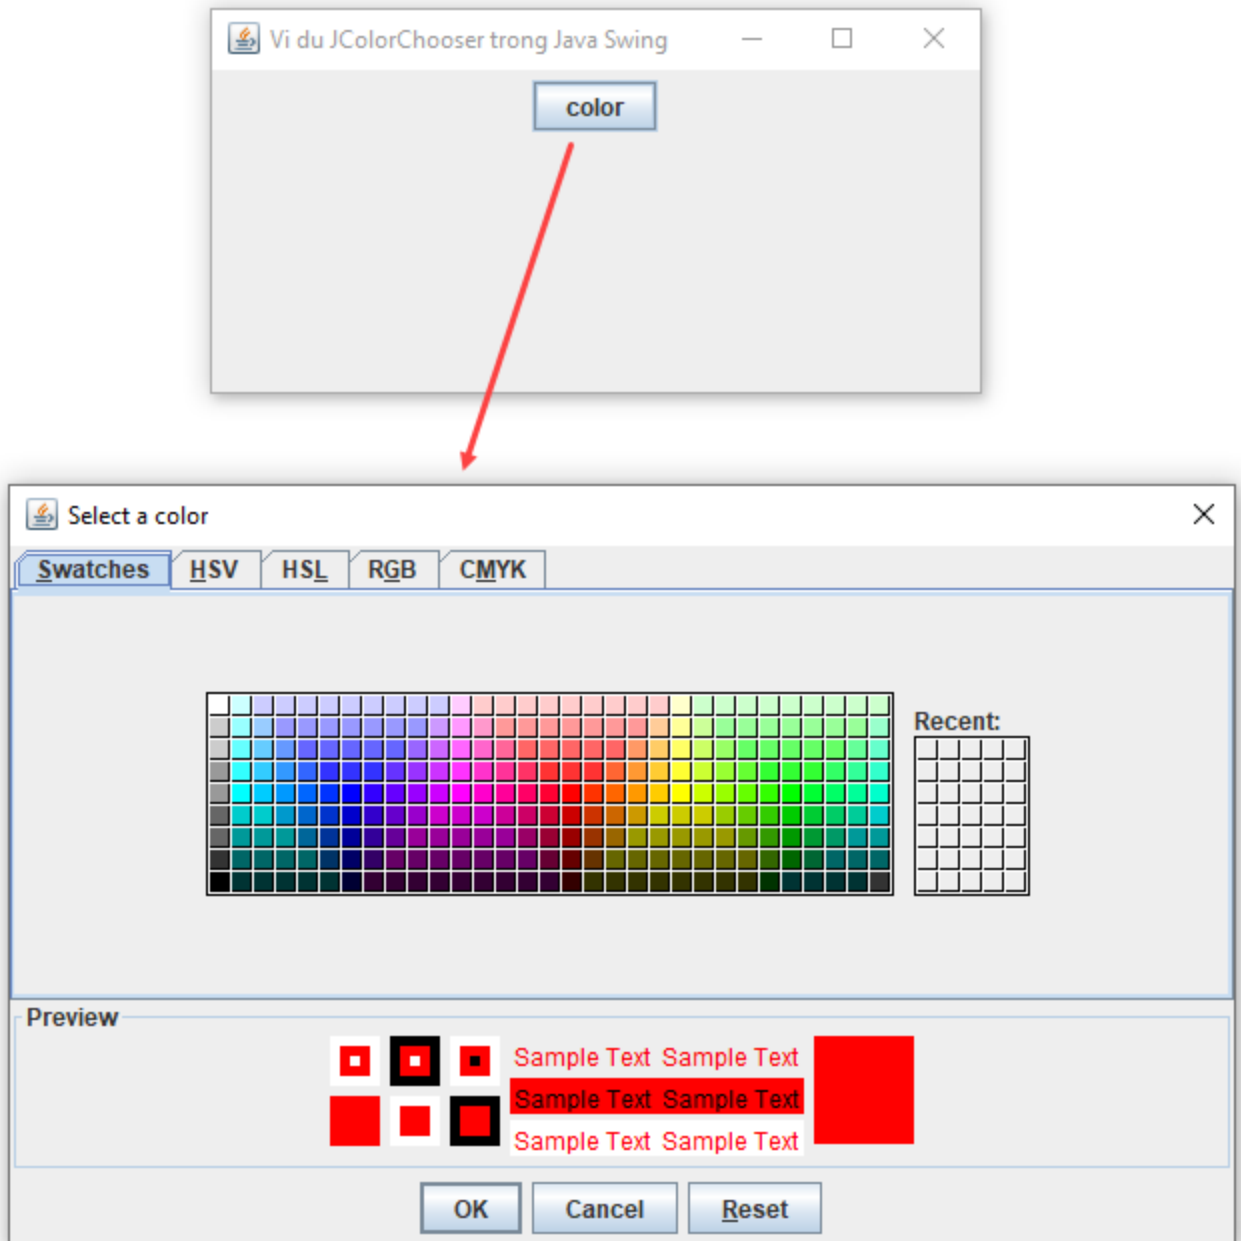 Vi du JColorChooser trong Java Swing
color
Select a color
Swatches HSV HSL RGB CMYK
Recent:
Preview
Sample Text Sample Text
Sample Text Sample Text
Sample Text Sample Text
OK Cancel Reset